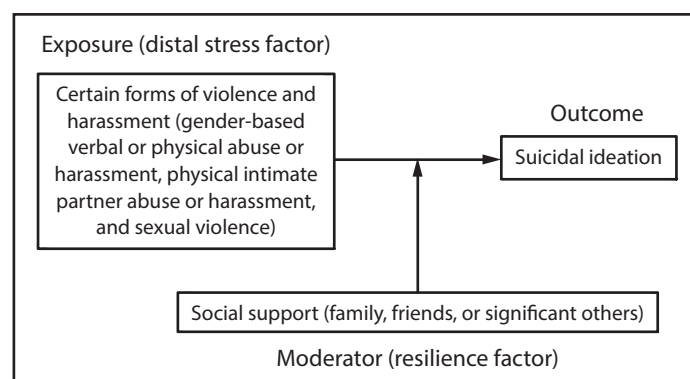 Exposure (distal stress factor)
Certain forms of violence and
harassment (gender-based
verbal or physical abuse or
harassment, physical intimate
partner abuse or harassment,
and sexual violence)
Outcome
Suicidal ideation
Social support (family, friends, or significant others)
Moderator (resilience factor)